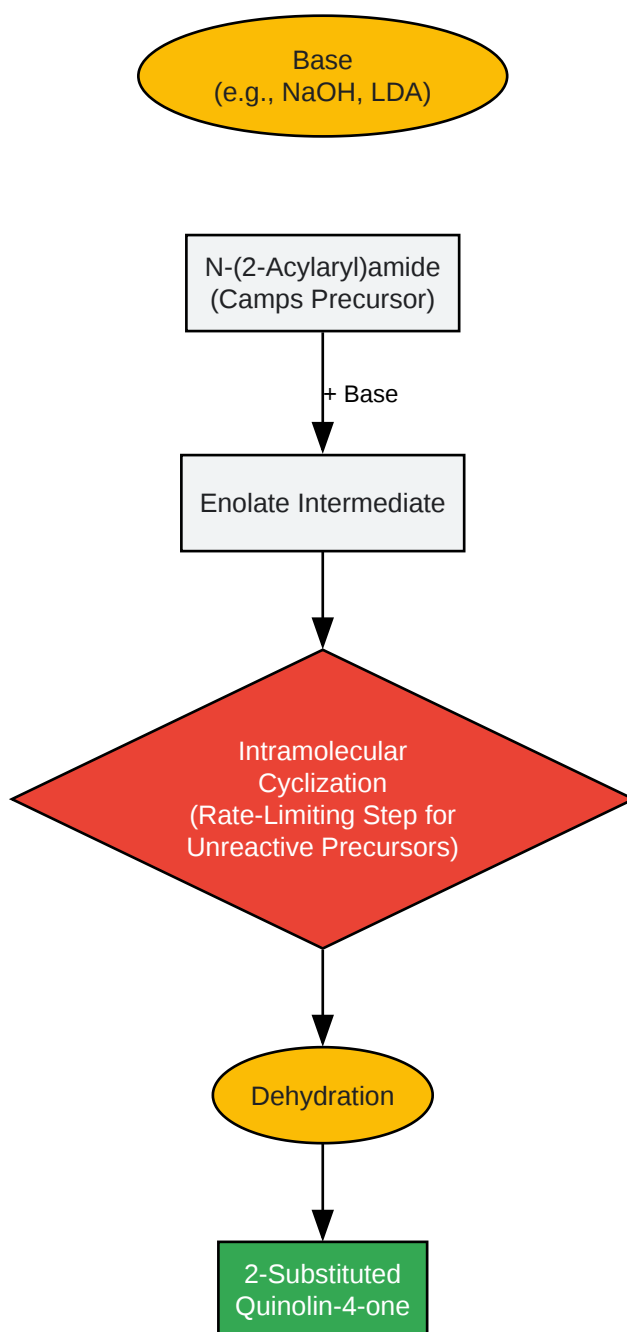 Base
(e.g., NaOH, LDA)
N-(2-Acylaryl)amide
(Camps Precursor)
+ Base
Enolate Intermediate
Intramolecular
Cyclization
(Rate-Limiting Step for
Unreactive Precursors)
Dehydration
2-Substituted
Quinolin-4-one